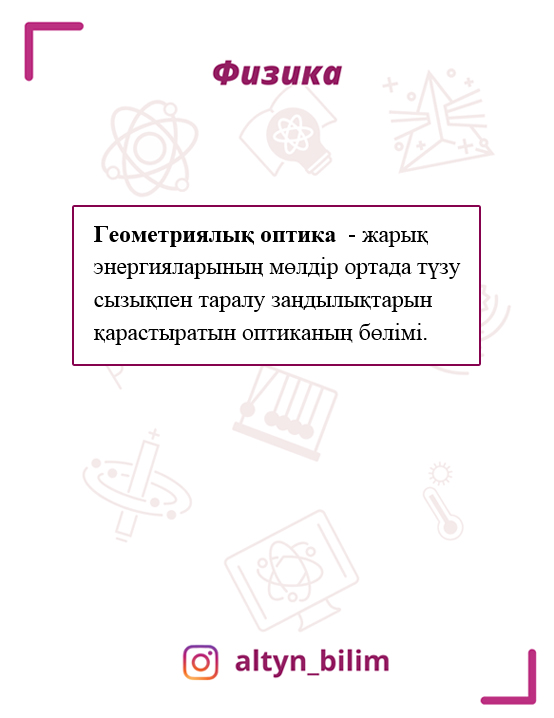 Физика
Геометриялық оптика - жарық
энергияларының мөлдір ортада түзу
сызықпен таралу заңдылықтарын
қарастыратын оптиканың бөлімі.
altyn_bilim